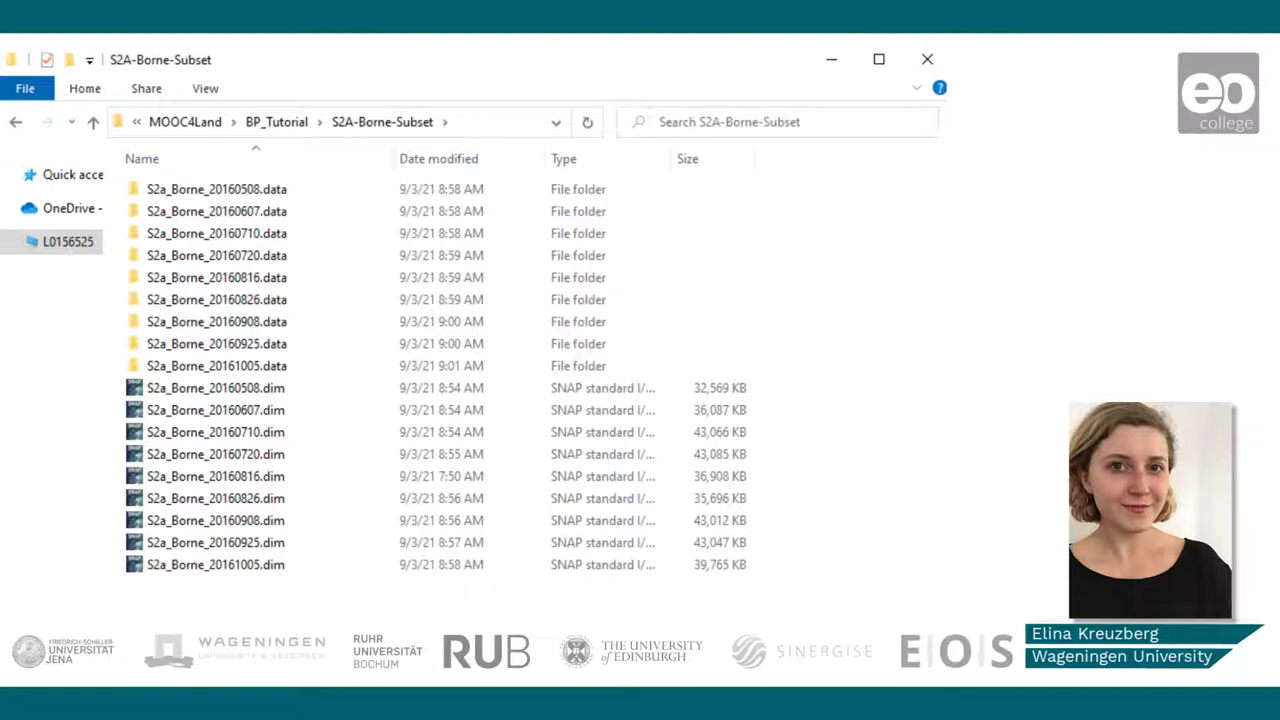 S2A-Borne-Subset
File Home Share View
« MOOC4Land > BP_Tutorial > S2A-Borne-Subset > Search S2A-Borne-Subset
Name Date modified Type Size
Quick acce
OneDrive -
L0156525
S2a_Borne_20160508.data 9/3/21 8:58 AM File folder
S2a_Borne_20160607.data 9/3/21 8:58 AM File folder
S2a_Borne_20160710.data 9/3/21 8:58 AM File folder
S2a_Borne_20160720.data 9/3/21 8:59 AM File folder
S2a_Borne_20160816.data 9/3/21 8:59 AM File folder
S2a_Borne_20160826.data 9/3/21 8:59 AM File folder
S2a_Borne_20160908.data 9/3/21 9:00 AM File folder
S2a_Borne_20160925.data 9/3/21 9:00 AM File folder
S2a_Borne_20161005.data 9/3/21 9:01 AM File folder
S2a_Borne_20160508.dim 9/3/21 8:54 AM SNAP standard I/... 32,569 KB
S2a_Borne_20160607.dim 9/3/21 8:54 AM SNAP standard I/... 36,087 KB
S2a_Borne_20160710.dim 9/3/21 8:54 AM SNAP standard I/... 43,066 KB
S2a_Borne_20160720.dim 9/3/21 8:55 AM SNAP standard I/... 43,085 KB
S2a_Borne_20160816.dim 9/3/21 7:50 AM SNAP standard I/... 36,908 KB
S2a_Borne_20160826.dim 9/3/21 8:56 AM SNAP standard I/... 35,696 KB
S2a_Borne_20160908.dim 9/3/21 8:56 AM SNAP standard I/... 43,012 KB
S2a_Borne_20160925.dim 9/3/21 8:57 AM SNAP standard I/... 43,047 KB
S2a_Borne_20161005.dim 9/3/21 8:58 AM SNAP standard I/... 39,765 KB
eo
college
Elina Kreuzberg
Wageningen University
FRIEDRICH-SCHILLER-
UNIVERSITÄT
JENA
WAGENINGEN
RUHR
UNIVERSITÄT
BOCHUM
RUB
THE UNIVERSITY
of EDINBURGH
SINERGISE
E|O|S